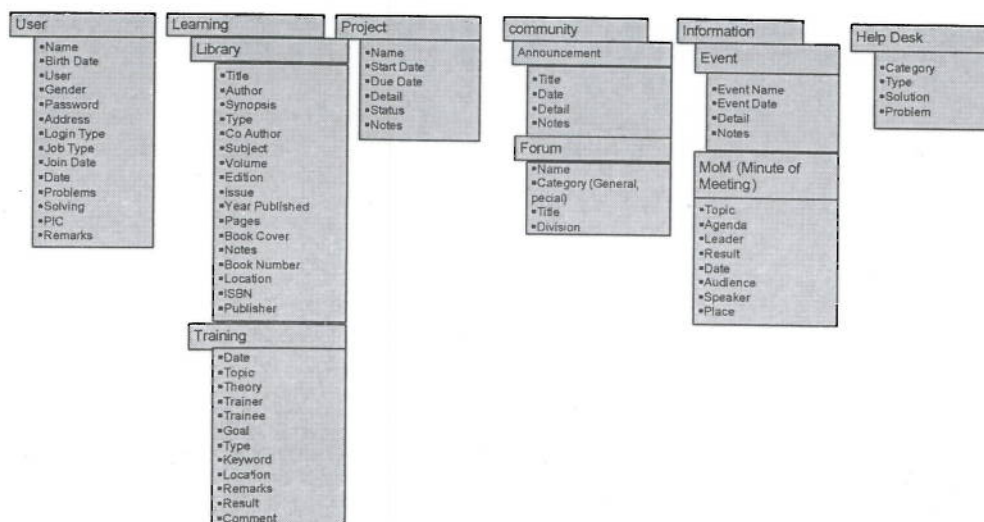 User
▪Name
▪Birth Date
▪User
▪Gender
▪Password
▪Address
▪Login Type
▪Job Type
▪Join Date
▪Date
▪Problems
▪Solving
▪PIC
▪Remarks
Learning
Library
▪Title
▪Author
▪Synopsis
▪Type
▪Co Author
▪Subject
▪Volume
▪Edition
▪Issue
▪Year Published
▪Pages
▪Book Cover
▪Notes
▪Book Number
▪Location
▪ISBN
▪Publisher
Training
▪Date
▪Topic
▪Theory
▪Trainer
▪Trainee
▪Goal
▪Type
▪Keyword
▪Location
▪Remarks
▪Result
▪Comment
Project
▪Name
▪Start Date
▪Due Date
▪Detail
▪Status
▪Notes
community
Announcement
▪Title
▪Date
▪Detail
▪Notes
Forum
▪Name
▪Category (General,
pecial)
▪Title
▪Division
Information
Event
▪Event Name
▪Event Date
▪Detail
▪Notes
MoM (Minute of
Meeting)
▪Topic
▪Agenda
▪Leader
▪Result
▪Date
▪Audience
▪Speaker
▪Place
Help Desk
▪Category
▪Type
▪Solution
▪Problem